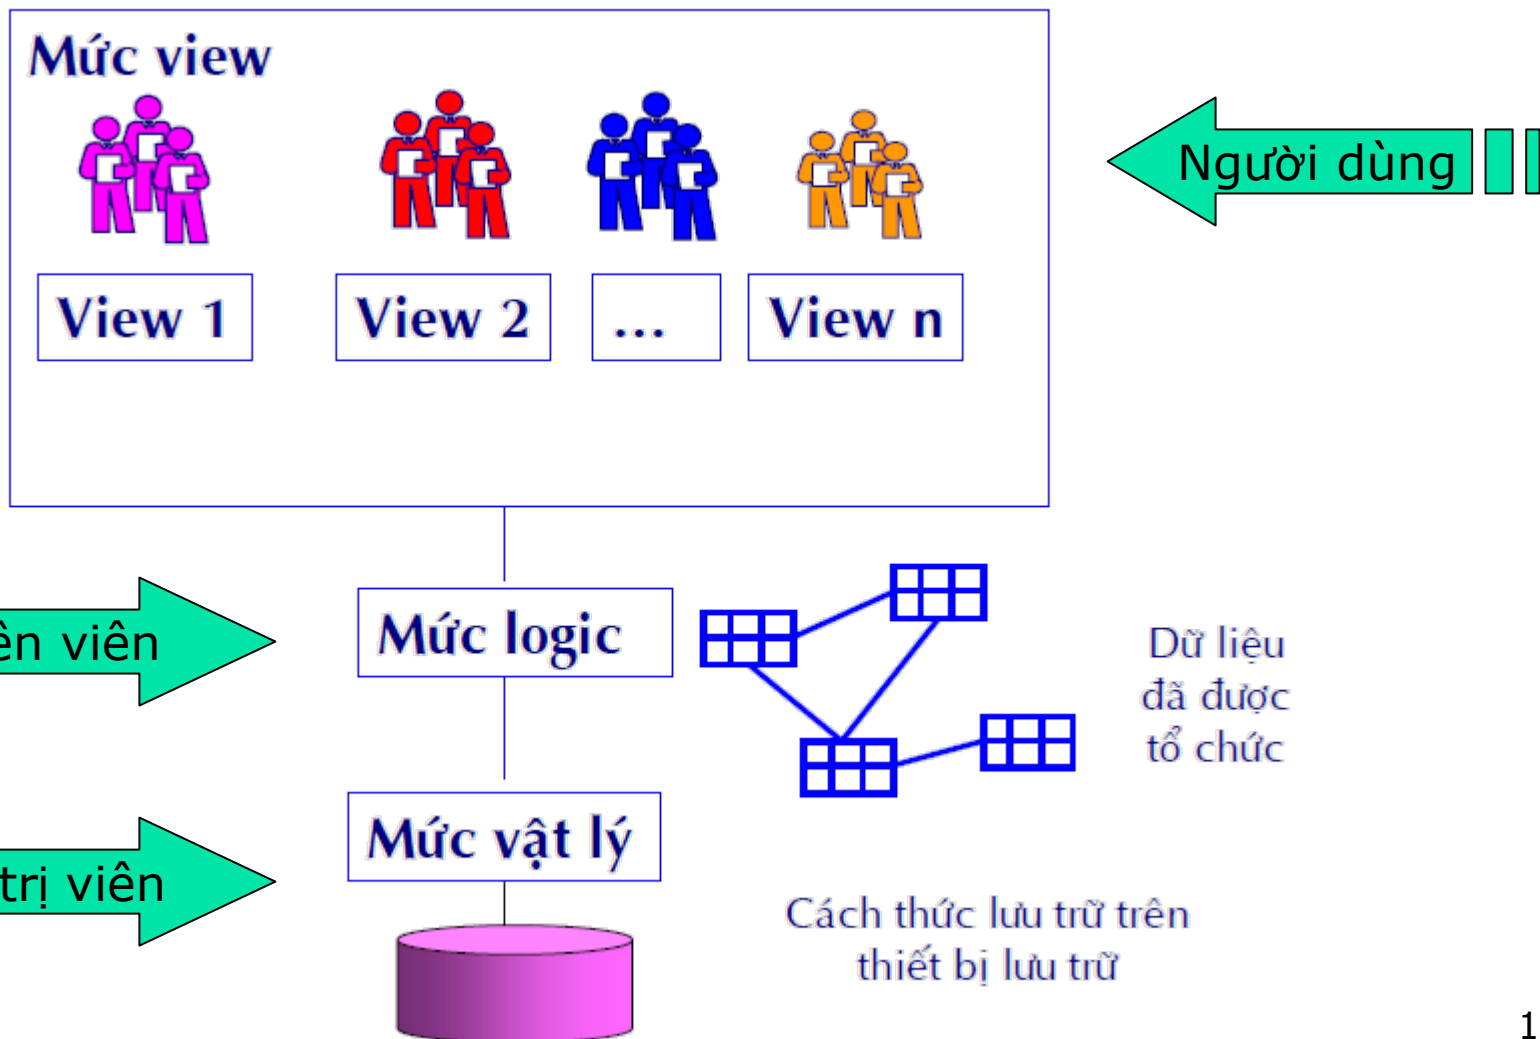 Mức view
Người dùng
View 1
View 2
...
View n
ên viên
Mức logic
Dữ liệu
đã được
tổ chức
trị viên
Mức vật lý
Cách thức lưu trữ trên
thiết bị lưu trữ
1